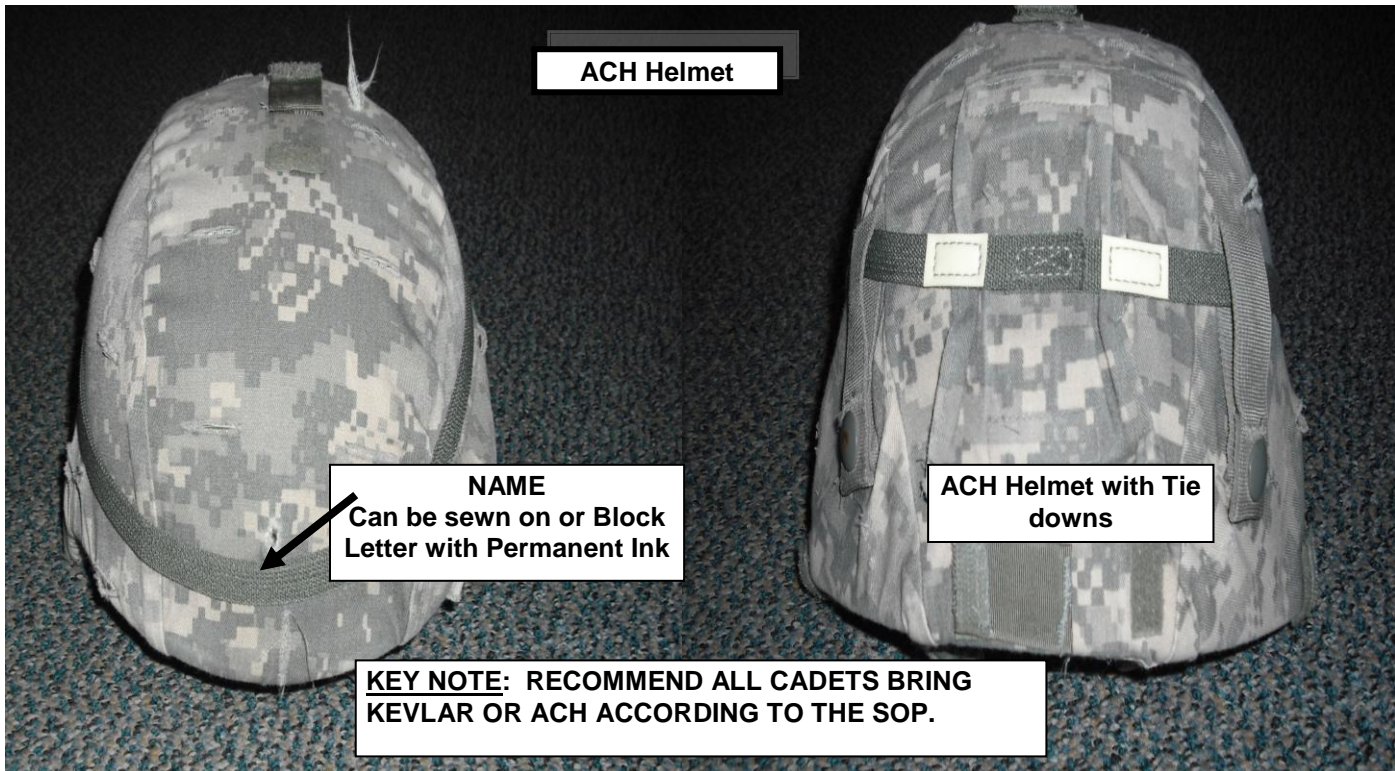 ACH Helmet
NAME
Can be sewn on or Block
Letter with Permanent Ink
ACH Helmet with Tie
downs
KEY NOTE:  RECOMMEND ALL CADETS BRING
KEVLAR OR ACH ACCORDING TO THE SOP.